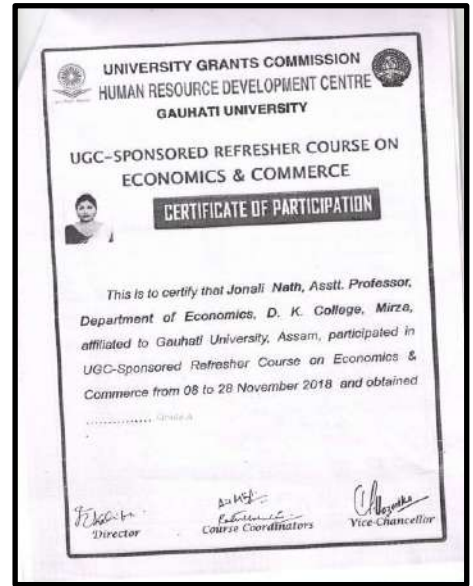 UNIVERSITY GRANTS COMMISSION
HUMAN RESOURCE DEVELOPMENT CENTRE
GAUHATI UNIVERSITY
UGC-SPONSORED REFRESHER COURSE ON
ECONOMICS & COMMERCE
CERTIFICATE OF PARTICIPATION
This is to certify that Jonali Nath, Asstt. Professor,
Department of Economics, D. K. College, Mirza,
affiliated to Gauhati University, Assam, participated in
UGC-Sponsored Refresher Course on Economics &
Commerce from 08 to 28 November 2018 and obtained
.............. Grade A
Director
Course Coordinators
Vice-Chancellor